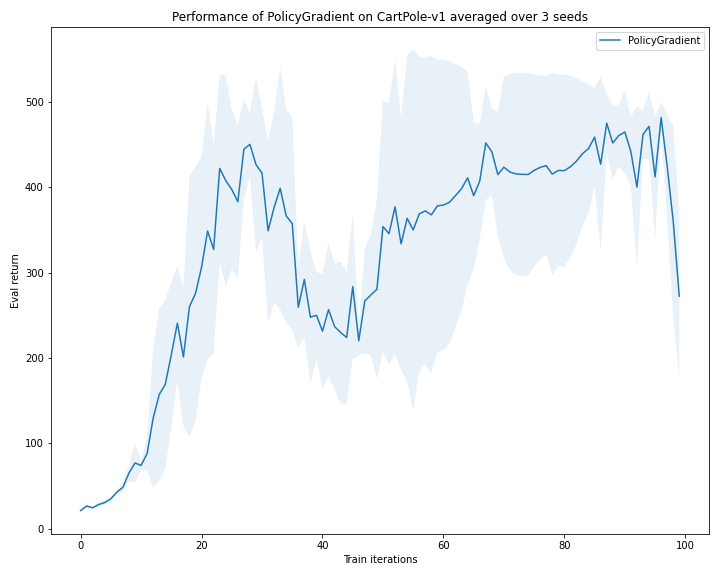 Performance of PolicyGradient on CartPole-v1 averaged over 3 seeds
PolicyGradient
Eval return
500
400
300
200
100
0
0 20 40 60 80 100
Train iterations